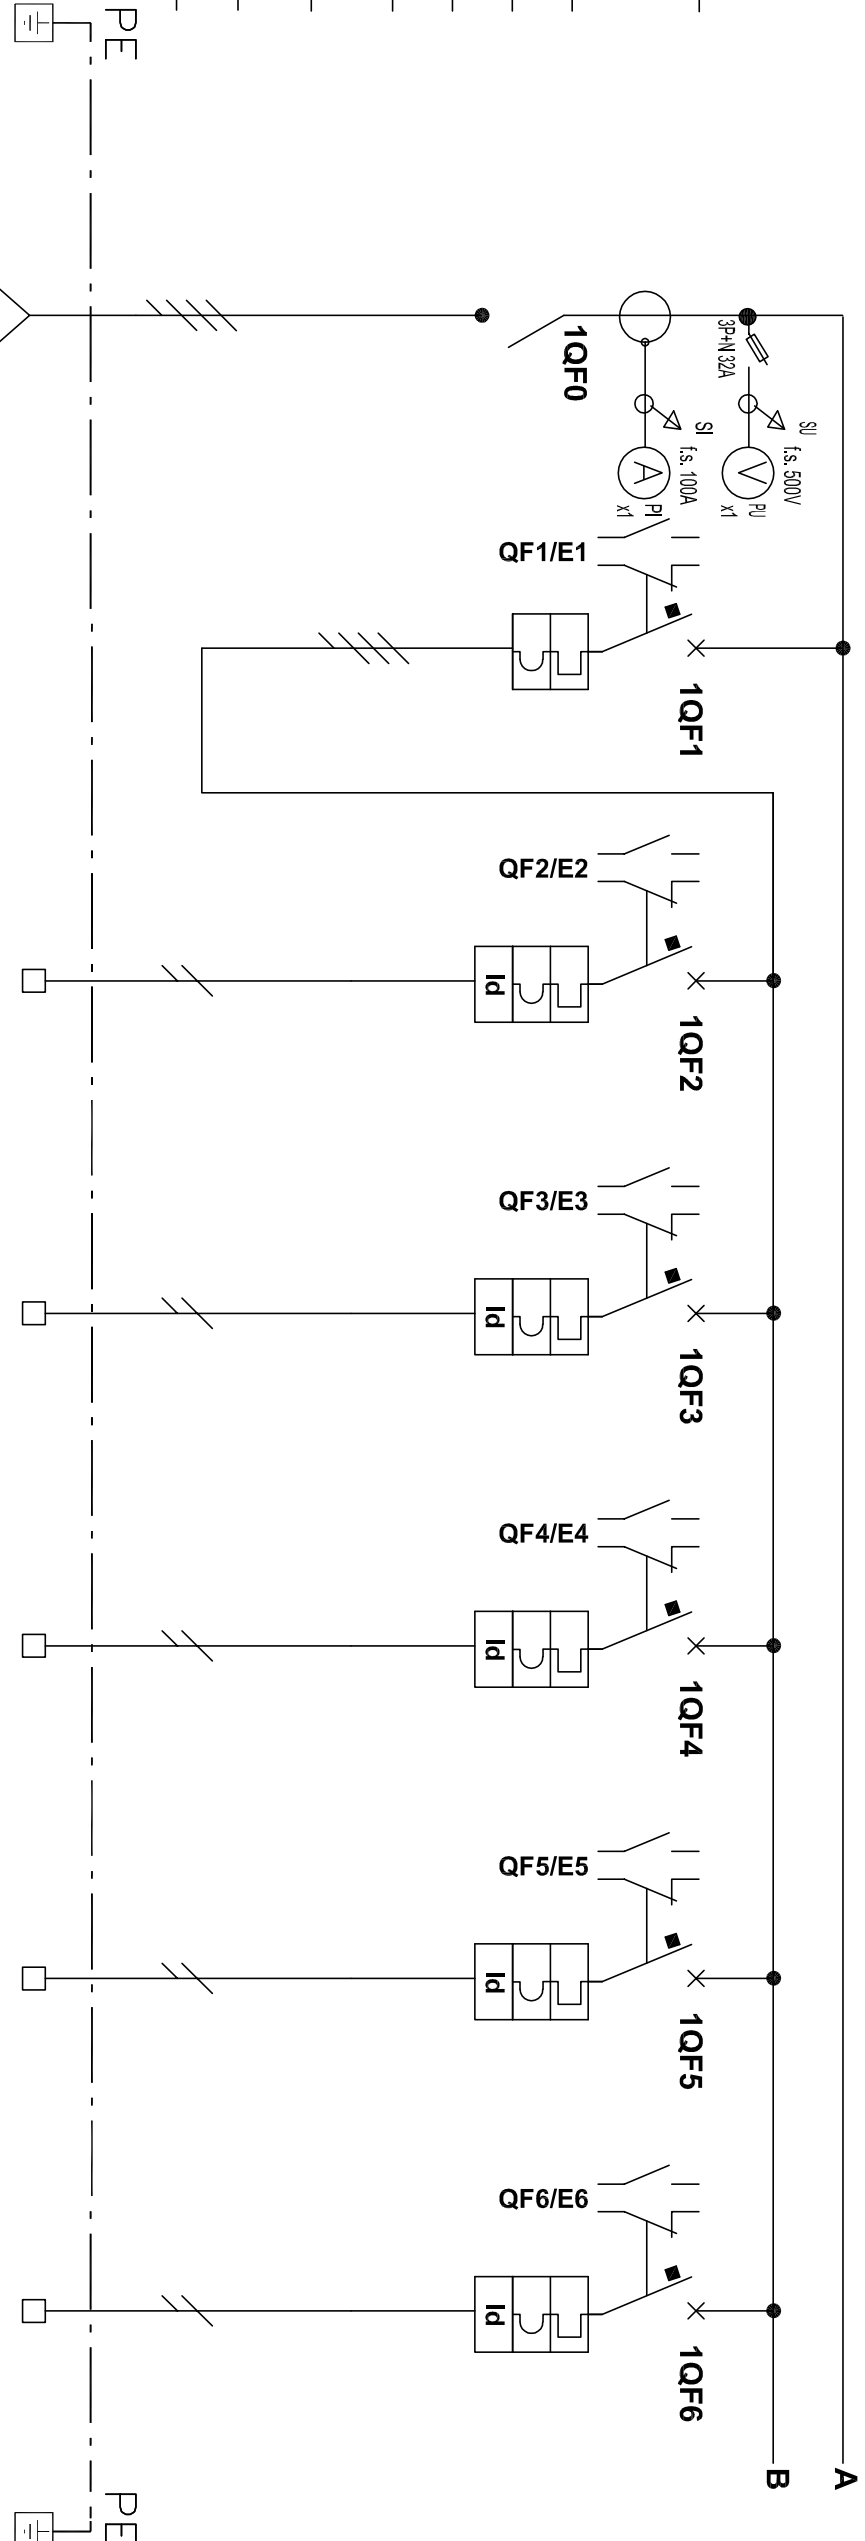 PE
1QF0
3P+N 32A
SU
f.s. 500V
V
PU
x1
SI
f.s. 100A
A
PI
x1
QF1/E1
1QF1
QF2/E2
Id
1QF2
QF3/E3
Id
1QF3
QF4/E4
Id
1QF4
QF5/E5
Id
1QF5
QF6/E6
Id
1QF6
A
B
PE